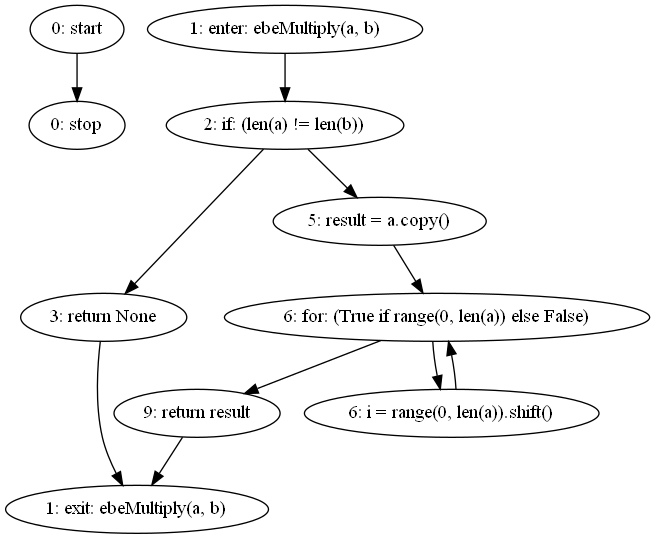 0: start
1: enter: ebeMultiply(a, b)
0: stop
2: if: (len(a) != len(b))
5: result = a.copy()
3: return None
6: for: (True if range(0, len(a)) else False)
9: return result
6: i = range(0, len(a)).shift()
1: exit: ebeMultiply(a, b)